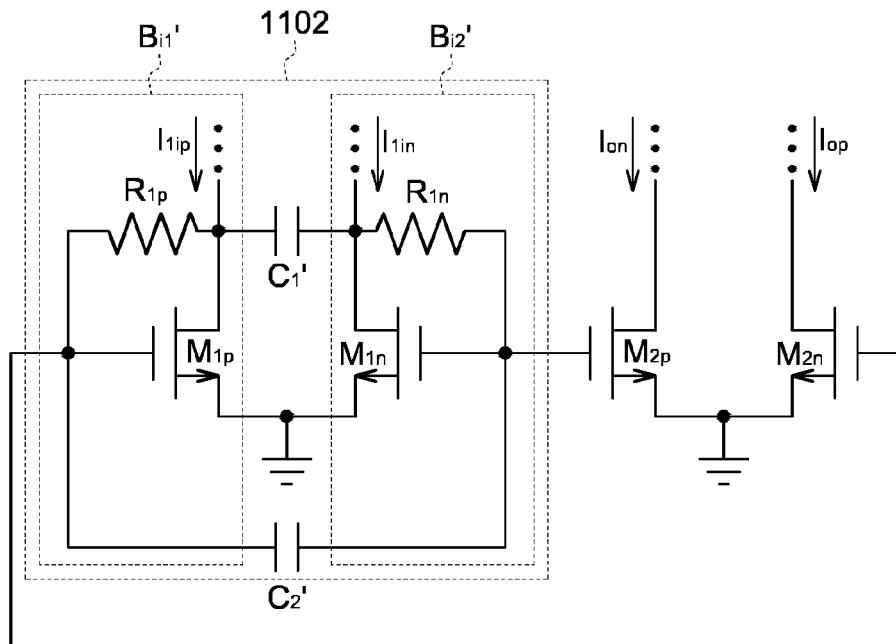 Bi1' 1102 Bi2'
I1ip I1in Ion Iop
R1p R1n
C1'
M1p M1n M2p M2n
C2'